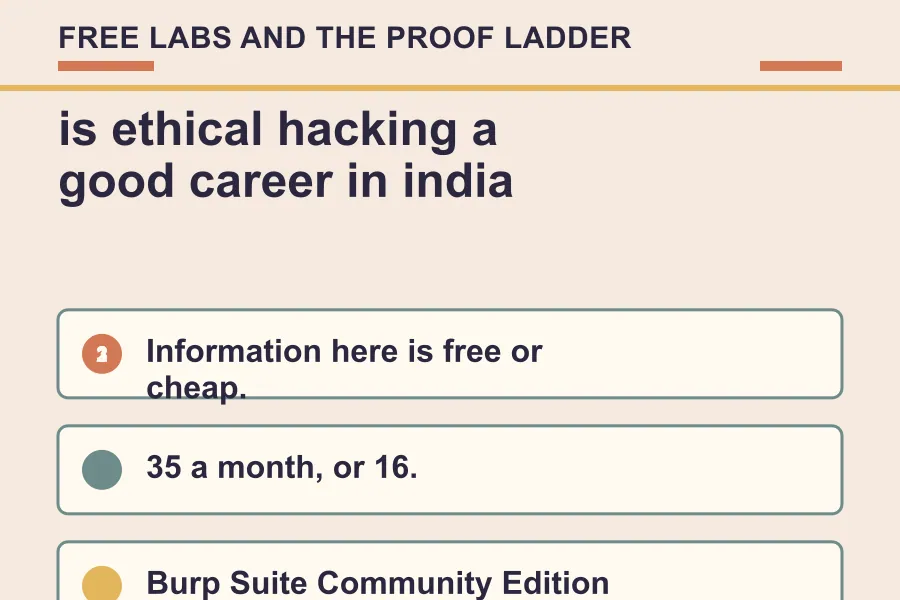 FREE LABS AND THE PROOF LADDER
is ethical hacking a
good career in india
Information here is free or
cheap.
35 a month, or 16.
Burp Suite Community Edition